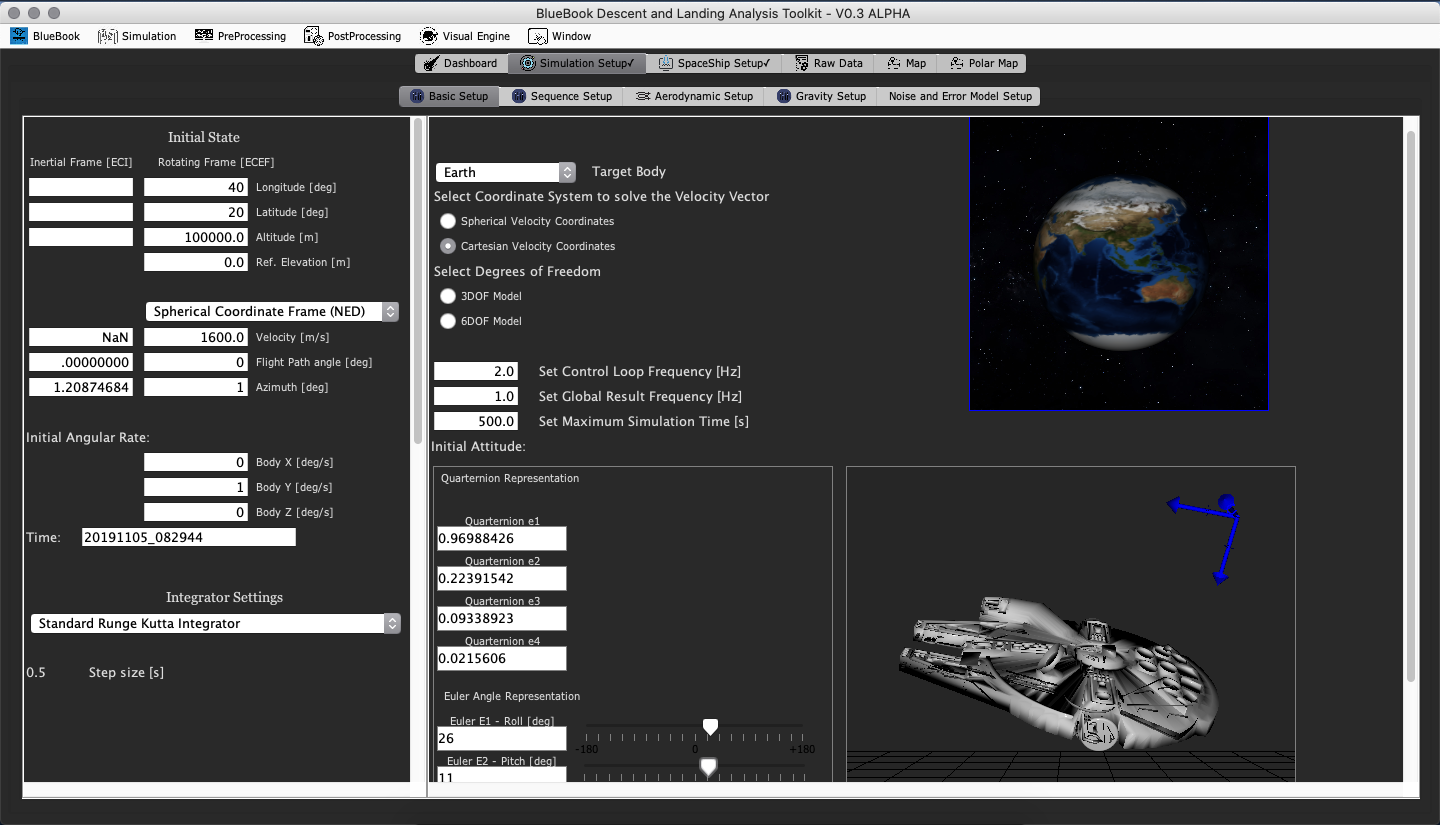 BlueBook Descent and Landing Analysis Toolkit - V0.3 ALPHA
BlueBook Simulation PreProcessing PostProcessing Visual Engine Window
Dashboard Simulation Setup✓ SpaceShip Setup✓ Raw Data Map Polar Map
Basic Setup Sequence Setup Aerodynamic Setup Gravity Setup Noise and Error Model Setup
Initial State
Inertial Frame [ECI] Rotating Frame [ECEF]
40 Longitude [deg]
20 Latitude [deg]
100000.0 Altitude [m]
0.0 Ref. Elevation [m]
Spherical Coordinate Frame (NED)
NaN 1600.0 Velocity [m/s]
.00000000 0 Flight Path angle [deg]
1.20874684 1 Azimuth [deg]
Initial Angular Rate:
0 Body X [deg/s]
1 Body Y [deg/s]
0 Body Z [deg/s]
Time: 20191105_082944
Integrator Settings
Standard Runge Kutta Integrator
0.5 Step size [s]
Earth Target Body
Select Coordinate System to solve the Velocity Vector
Spherical Velocity Coordinates
Cartesian Velocity Coordinates
Select Degrees of Freedom
3DOF Model
6DOF Model
2.0 Set Control Loop Frequency [Hz]
1.0 Set Global Result Frequency [Hz]
500.0 Set Maximum Simulation Time [s]
Initial Attitude:
Quarternion Representation
Quarternion e1
0.96988426
Quarternion e2
0.22391542
Quarternion e3
0.09338923
Quarternion e4
0.0215606
Euler Angle Representation
Euler E1 - Roll [deg]
26
-180 0 +180
Euler E2 - Pitch [deg]
11